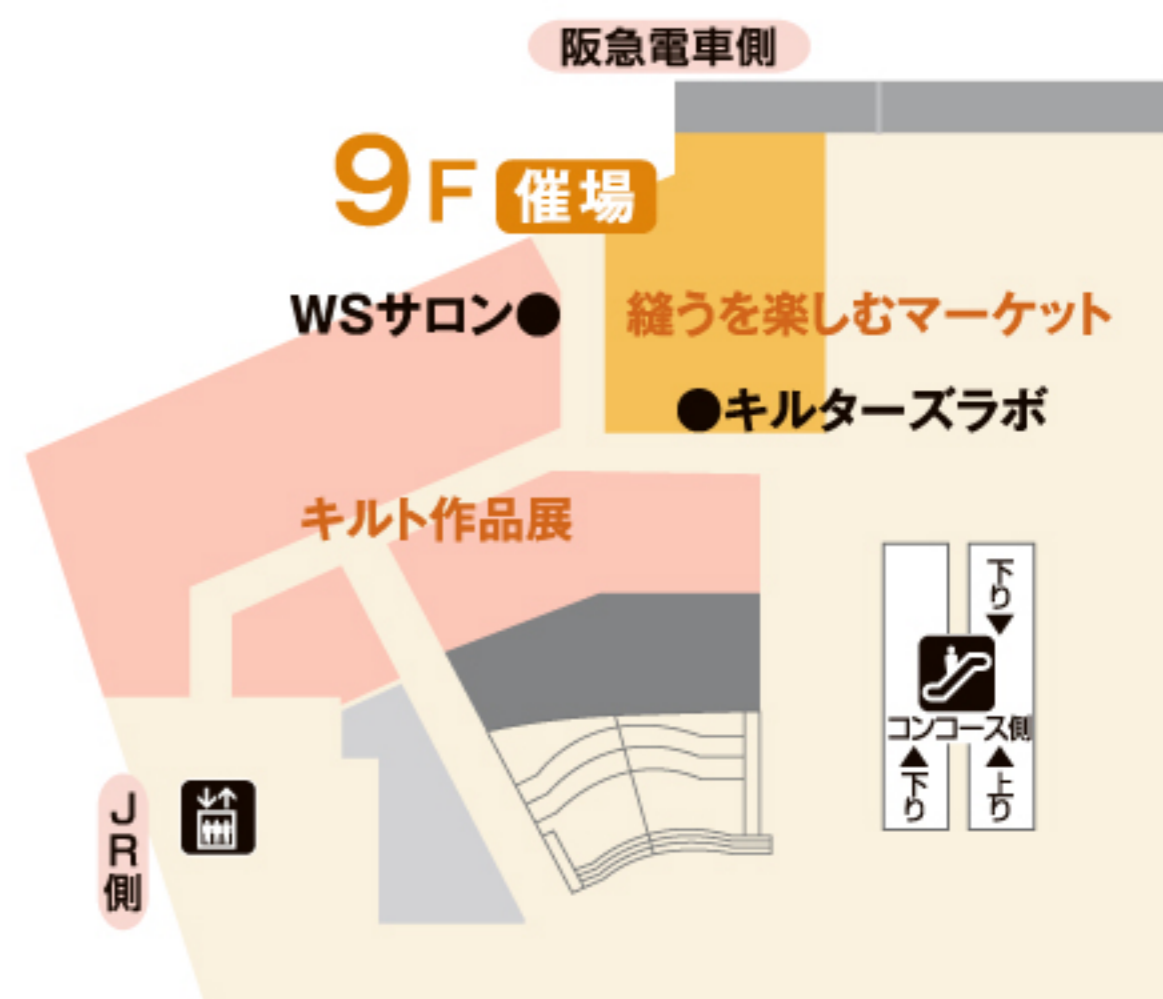 阪急電車側
9F 催場
WSサロン●
縫うを楽しむマーケット
●キルターズラボ
キルト作品展
下り▼
コンコース側
▲下り
▲上り
JR側